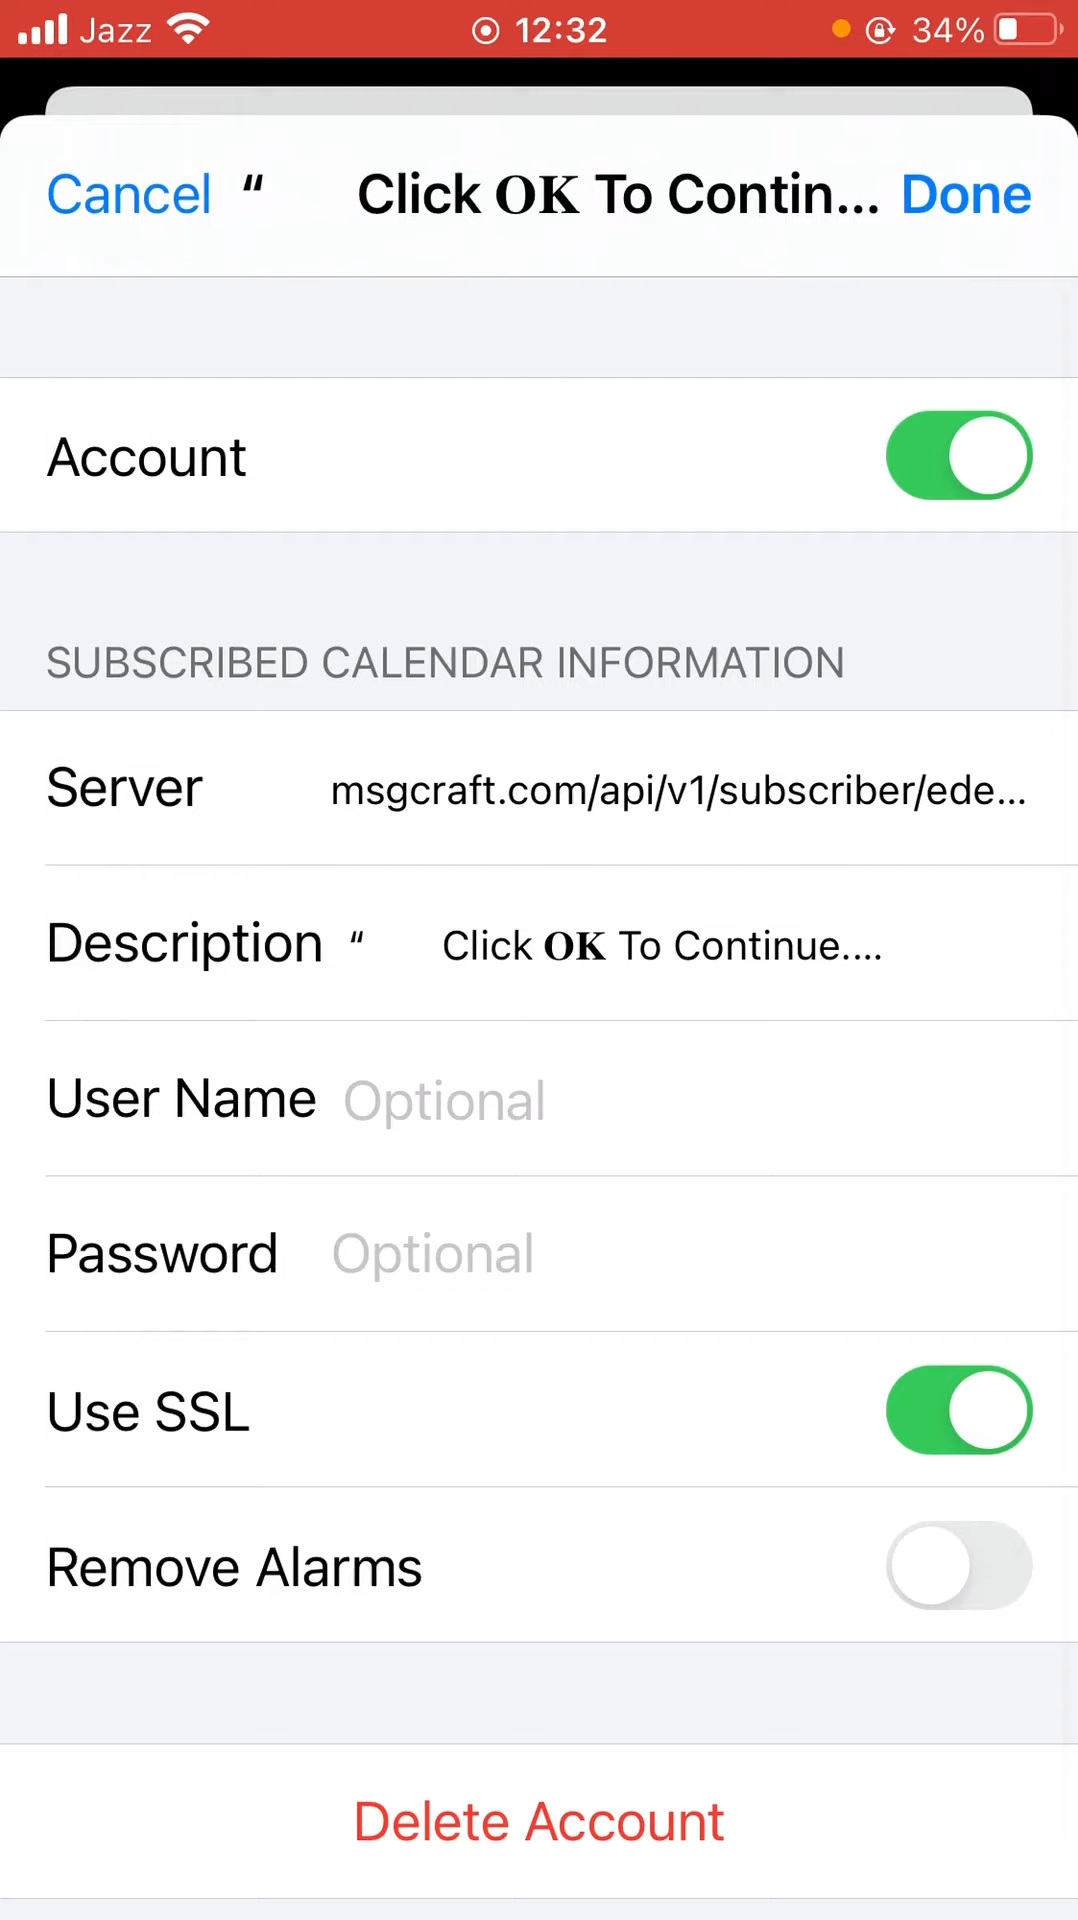 Jazz 12:32 34%
Cancel “ Click 𝐎𝐊 To Contin... Done
Account
SUBSCRIBED CALENDAR INFORMATION
Server msgcraft.com/api/v1/subscriber/ede...
Description “ Click 𝐎𝐊 To Continue....
User Name Optional
Password Optional
Use SSL
Remove Alarms
Delete Account